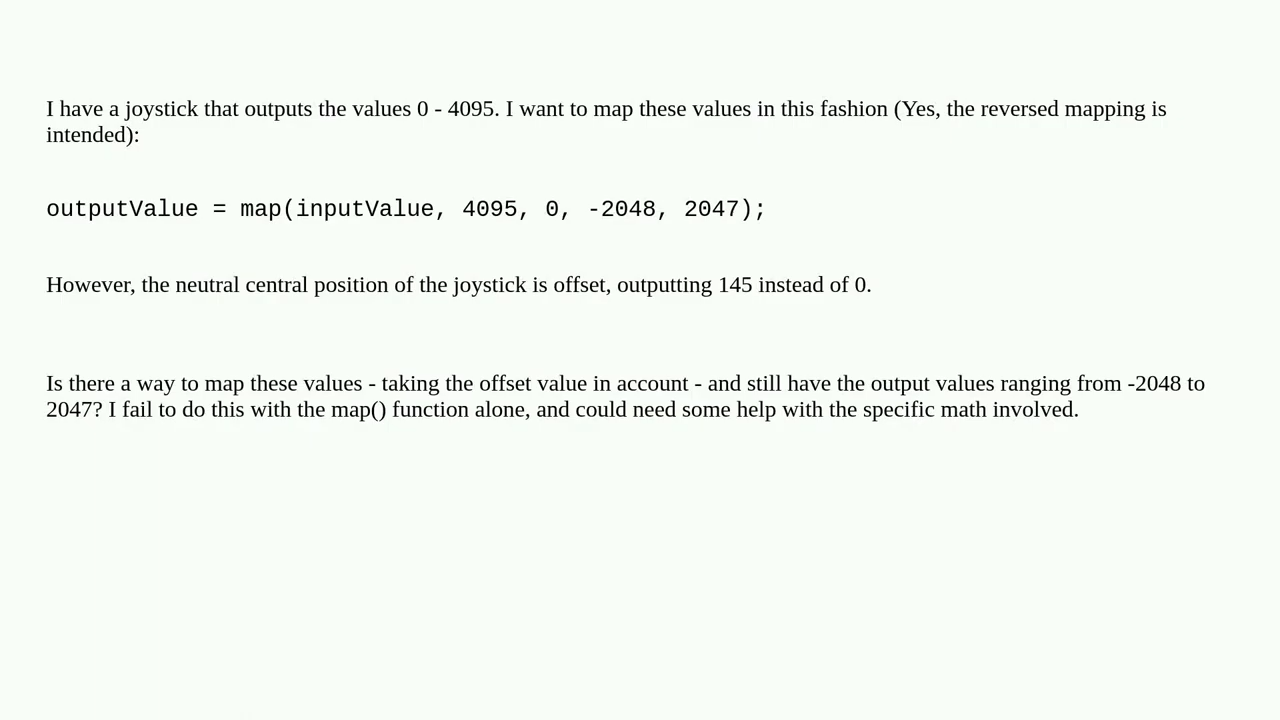 I have a joystick that outputs the values 0 - 4095. I want to map these values in this fashion (Yes, the reversed mapping is
intended):
outputValue = map(inputValue, 4095, 0, -2048, 2047);
However, the neutral central position of the joystick is offset, outputting 145 instead of 0.
Is there a way to map these values - taking the offset value in account - and still have the output values ranging from -2048 to
2047? I fail to do this with the map() function alone, and could need some help with the specific math involved.